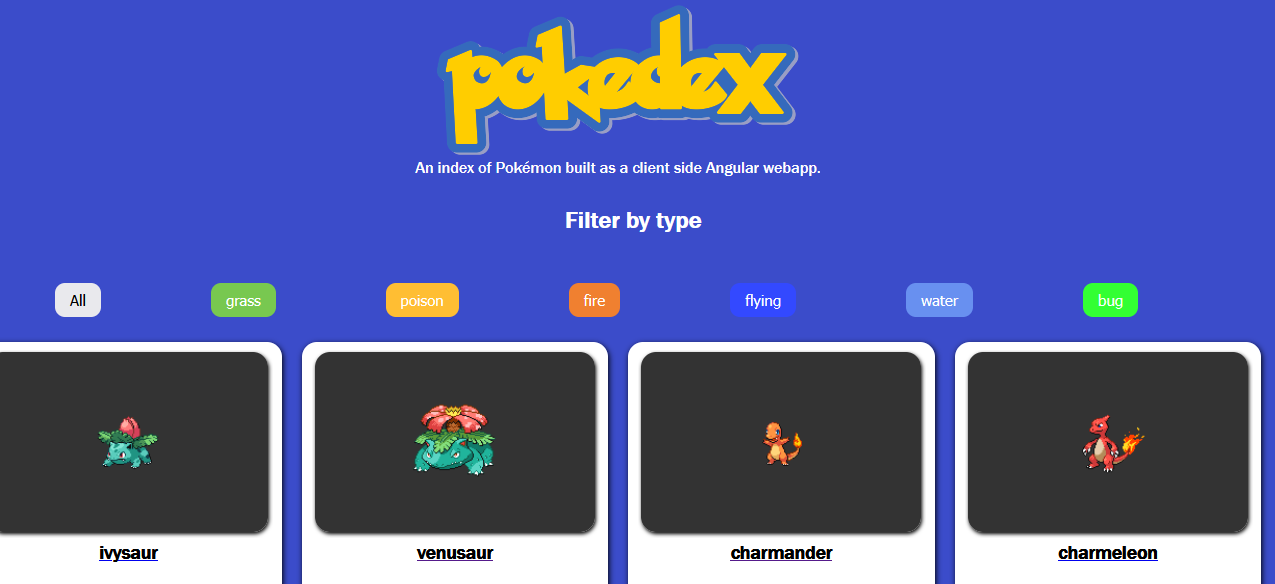 pokedex
An index of Pokémon built as a client side Angular webapp.
Filter by type
All grass poison fire flying water bug
ivysaur venusaur charmander charmeleon